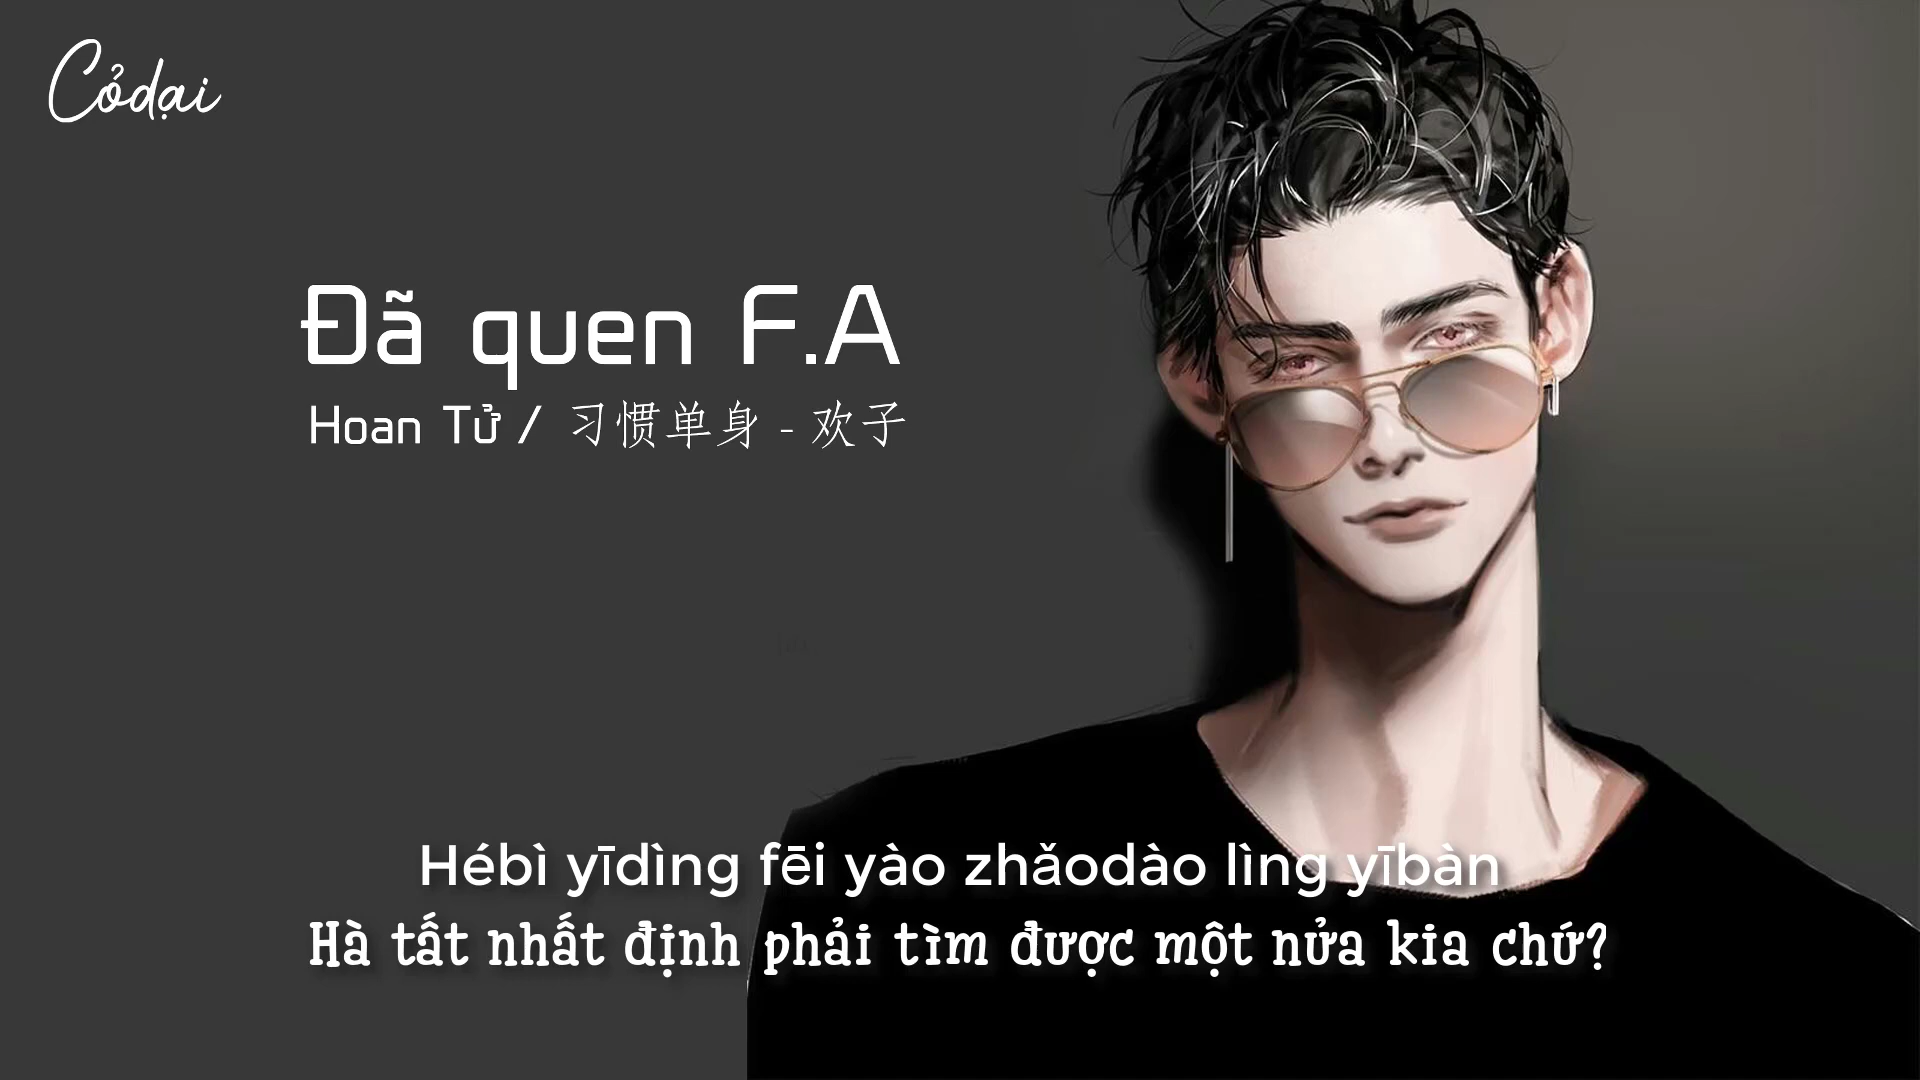 Cỏdại
Đã quen F.A
Hoan Tử / 习惯单身 - 欢子
Hébì yīdìng fēi yào zhǎodào lìng yībàn
Hà tất nhất định phải tìm được một nửa kia chứ?